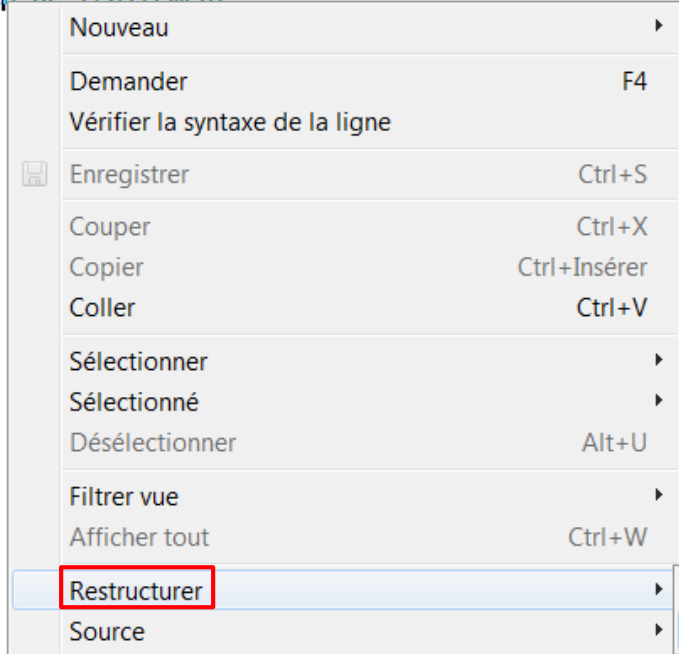 Nouveau
Demander F4
Vérifier la syntaxe de la ligne
Enregistrer Ctrl+S
Couper Ctrl+X
Copier Ctrl+Insérer
Coller Ctrl+V
Sélectionner
Sélectionné
Désélectionner Alt+U
Filtrer vue
Afficher tout Ctrl+W
Restructurer
Source